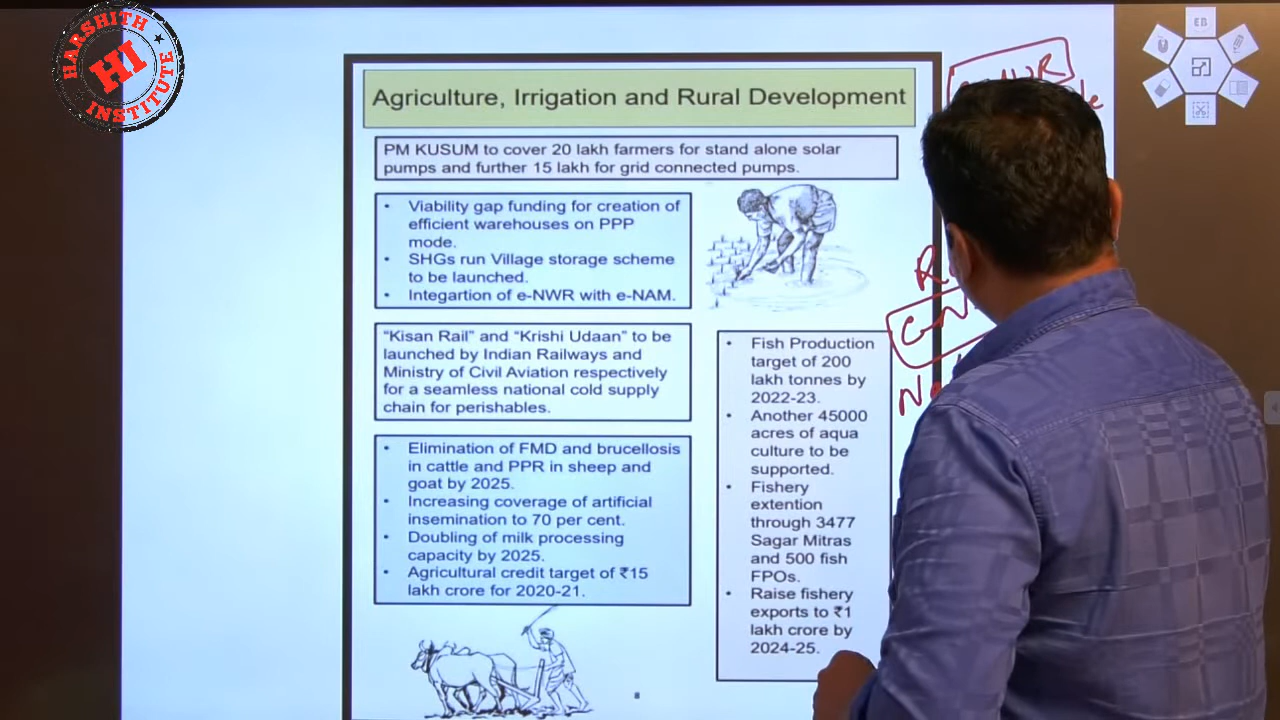 HARSHITH
HI
INSTITUTE
EB
Agriculture, Irrigation and Rural Development
PM KUSUM to cover 20 lakh farmers for stand alone solar
pumps and further 15 lakh for grid connected pumps.
• Viability gap funding for creation of
efficient warehouses on PPP
mode.
• SHGs run Village storage scheme
to be launched.
• Integartion of e-NWR with e-NAM.
“Kisan Rail” and “Krishi Udaan” to be
launched by Indian Railways and
Ministry of Civil Aviation respectively
for a seamless national cold supply
chain for perishables.
• Elimination of FMD and brucellosis
in cattle and PPR in sheep and
goat by 2025.
• Increasing coverage of artificial
insemination to 70 per cent.
• Doubling of milk processing
capacity by 2025.
• Agricultural credit target of ₹15
lakh crore for 2020-21.
• Fish Production
target of 200
lakh tonnes by
2022-23.
• Another 45000
acres of aqua
culture to be
supported.
• Fishery
extention
through 3477
Sagar Mitras
and 500 fish
FPOs.
• Raise fishery
exports to ₹1
lakh crore by
2024-25.